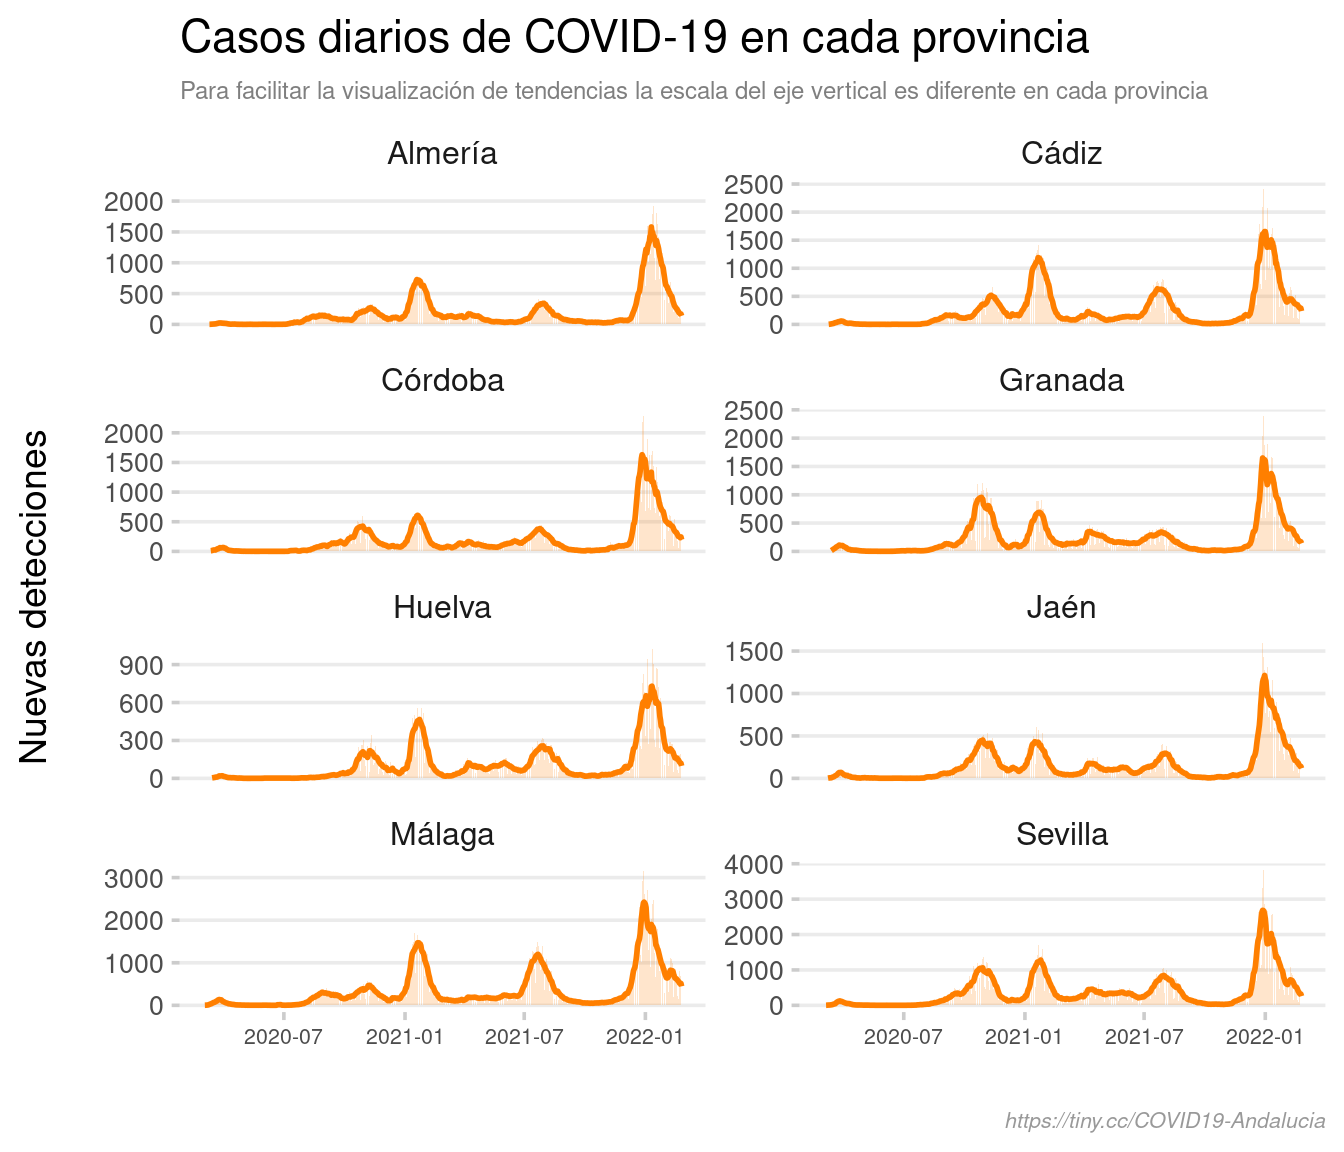 Casos diarios de COVID-19 en cada provincia
Para facilitar la visualización de tendencias la escala del eje vertical es diferente en cada provincia
Nuevas detecciones
Almería
2000
1500
1000
500
0
Cádiz
2500
2000
1500
1000
500
0
Córdoba
2000
1500
1000
500
0
Granada
2500
2000
1500
1000
500
0
Huelva
900
600
300
0
Jaén
1500
1000
500
0
Málaga
3000
2000
1000
0
Sevilla
4000
3000
2000
1000
0
2020-07 2021-01 2021-07 2022-01
2020-07 2021-01 2021-07 2022-01
https://tiny.cc/COVID19-Andalucia